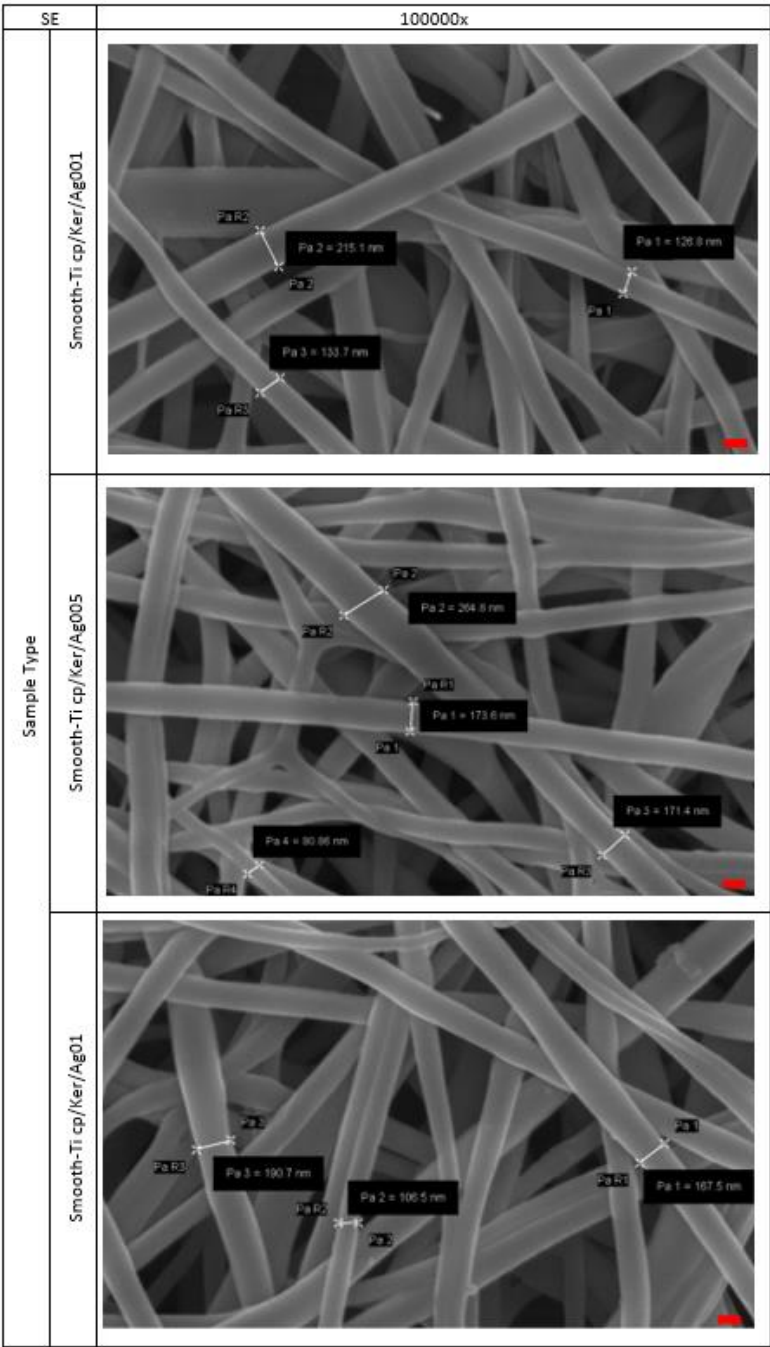 SE
100000x
Sample Type
Smooth-Ti cp/Ker/Ag001
Pa R2
Pa 2 = 215.1 nm
Pa 2
Pa 1 = 126.8 nm
Pa 1
Pa 3 = 133.7 nm
Pa R3
Smooth-Ti cp/Ker/Ag005
Pa 2
Pa 2 = 264.8 nm
Pa R2
Pa R1
Pa 1 = 173.6 nm
Pa 1
Pa 3 = 171.4 nm
Pa 4 = 80.86 nm
Pa R3
Pa R4
Smooth-Ti cp/Ker/Ag01
Pa 3
Pa 1
Pa R3
Pa 3 = 190.7 nm
Pa R1
Pa 1 = 167.5 nm
Pa 2 = 106.5 nm
Pa R2
Pa 2